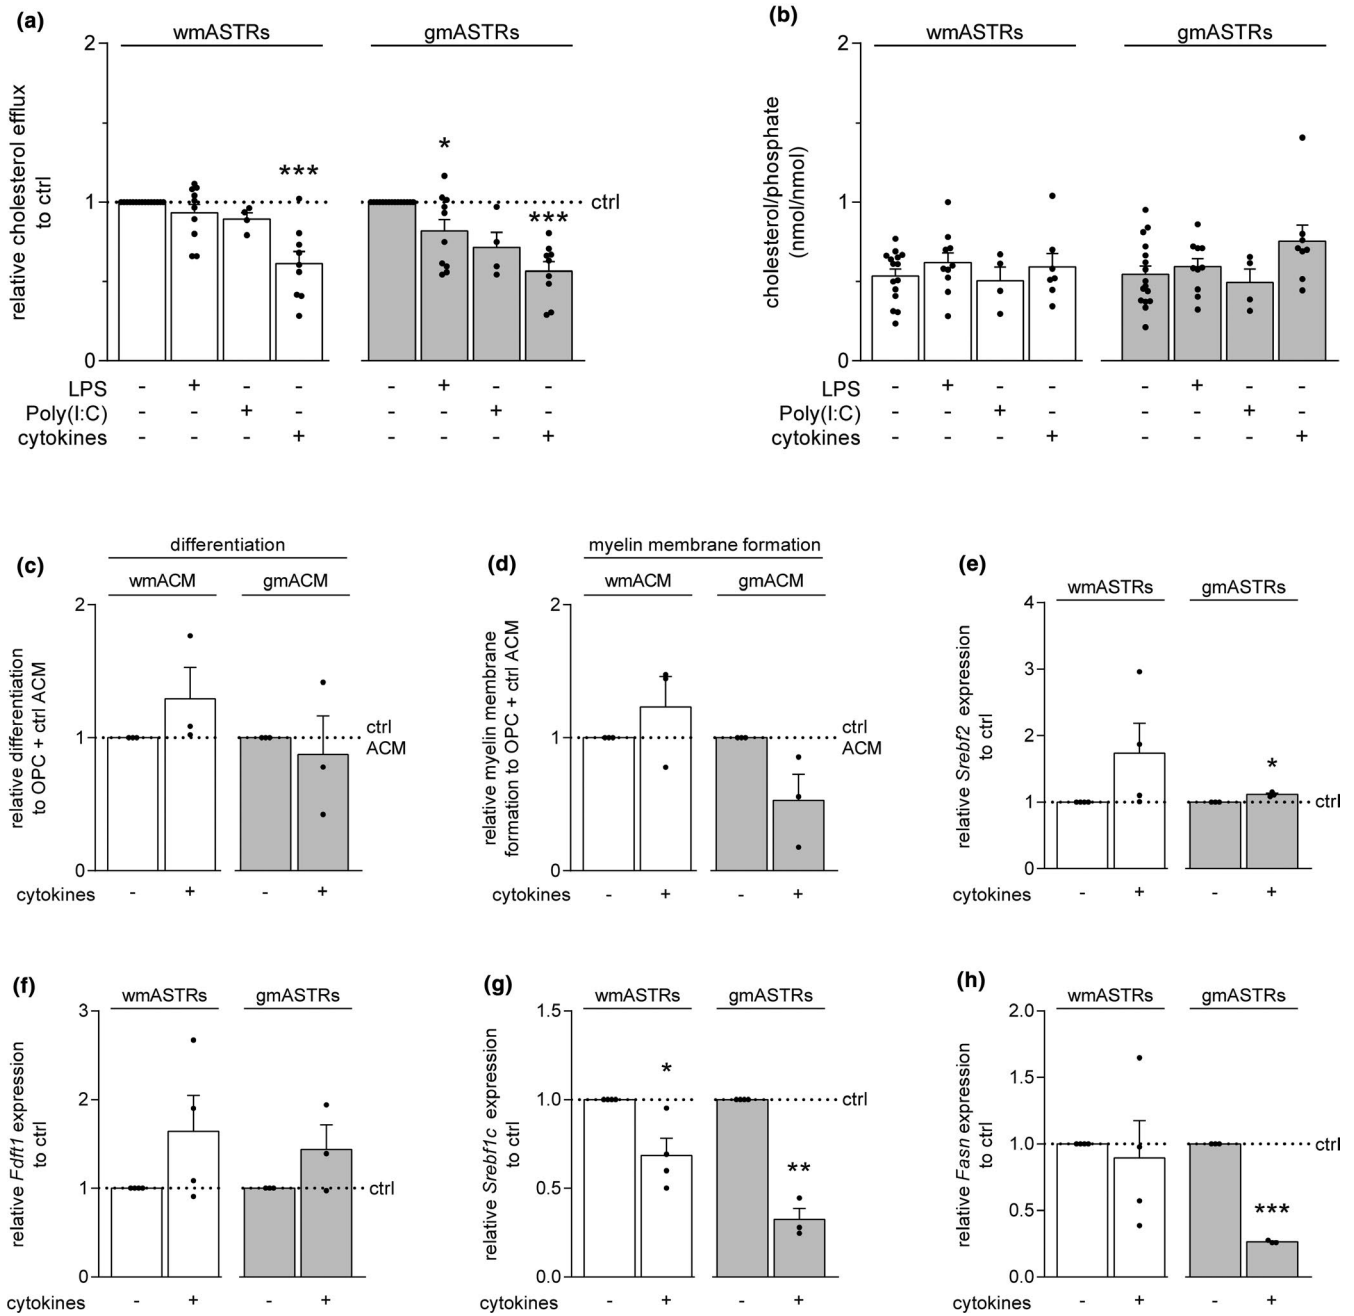 (a)
wmASTRs gmASTRs
relative cholesterol efflux
to ctrl
2
1
0
***
*
***
ctrl
LPS - + - - - + - -
Poly(I:C) - - + - - - + -
cytokines - - - + - - - +
(b)
wmASTRs gmASTRs
cholesterol/phosphate
(nmol/nmol)
2
1
0
LPS - + - - - + - -
Poly(I:C) - - + - - - + -
cytokines - - - + - - - +
(c)
differentiation
wmACM gmACM
relative differentiation
to OPC + ctrl ACM
2
1
0
ctrl
ACM
cytokines - + - +
(d)
myelin membrane formation
wmACM gmACM
relative myelin membrane
formation to OPC + ctrl ACM
2
1
0
ctrl
ACM
cytokines - + - +
(e)
wmASTRs gmASTRs
relative Srebf2 expression
to ctrl
4
3
2
1
0
*
ctrl
cytokines - + - +
(f)
wmASTRs gmASTRs
relative Fdft1 expression
to ctrl
3
2
1
0
ctrl
cytokines - + - +
(g)
wmASTRs gmASTRs
relative Srebf1c expression
to ctrl
1.5
1.0
0.5
0.0
*
**
ctrl
cytokines - + - +
(h)
wmASTRs gmASTRs
relative Fasn expression
to ctrl
2.0
1.5
1.0
0.5
0.0
***
ctrl
cytokines - + - +